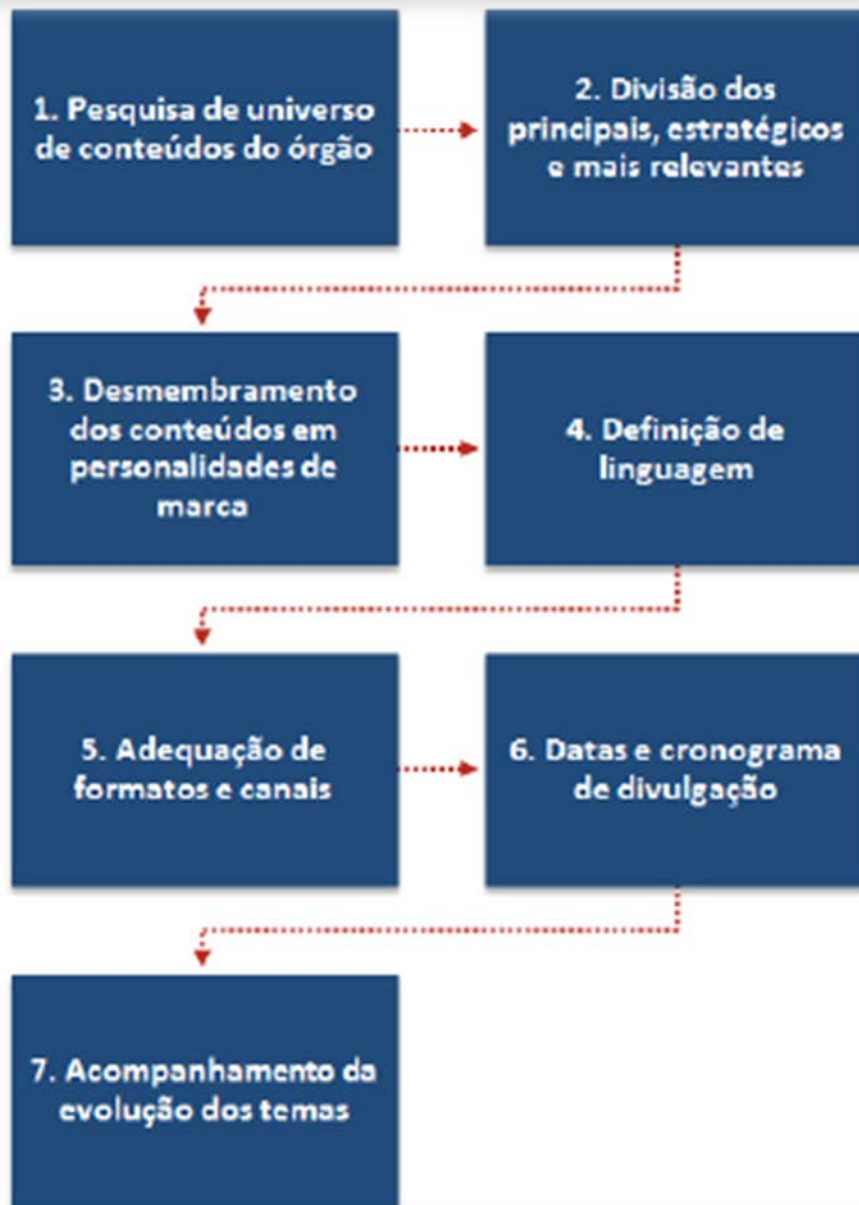 1. Pesquisa de universo
de conteúdos do órgão
2. Divisão dos
principais, estratégicos
e mais relevantes
3. Desmembramento
dos conteúdos em
personalidades de
marca
4. Definição de
linguagem
5. Adequação de
formatos e canais
6. Datas e cronograma
de divulgação
7. Acompanhamento da
evolução dos temas